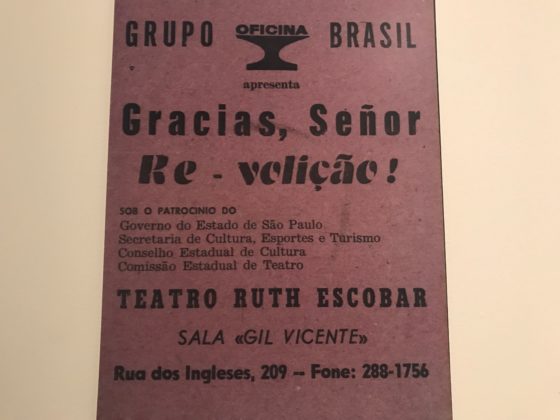 GRUPO OFICINA BRASIL
apresenta
Gracias, Señor
Re - volição!
SOB O PATROCINIO DO
Governo do Estado de São Paulo
Secretaria de Cultura, Esportes e Turismo
Conselho Estadual de Cultura
Comissão Estadual de Teatro
TEATRO RUTH ESCOBAR
SALA «GIL VICENTE»
Rua dos Ingleses, 209 -- Fone: 288-1756